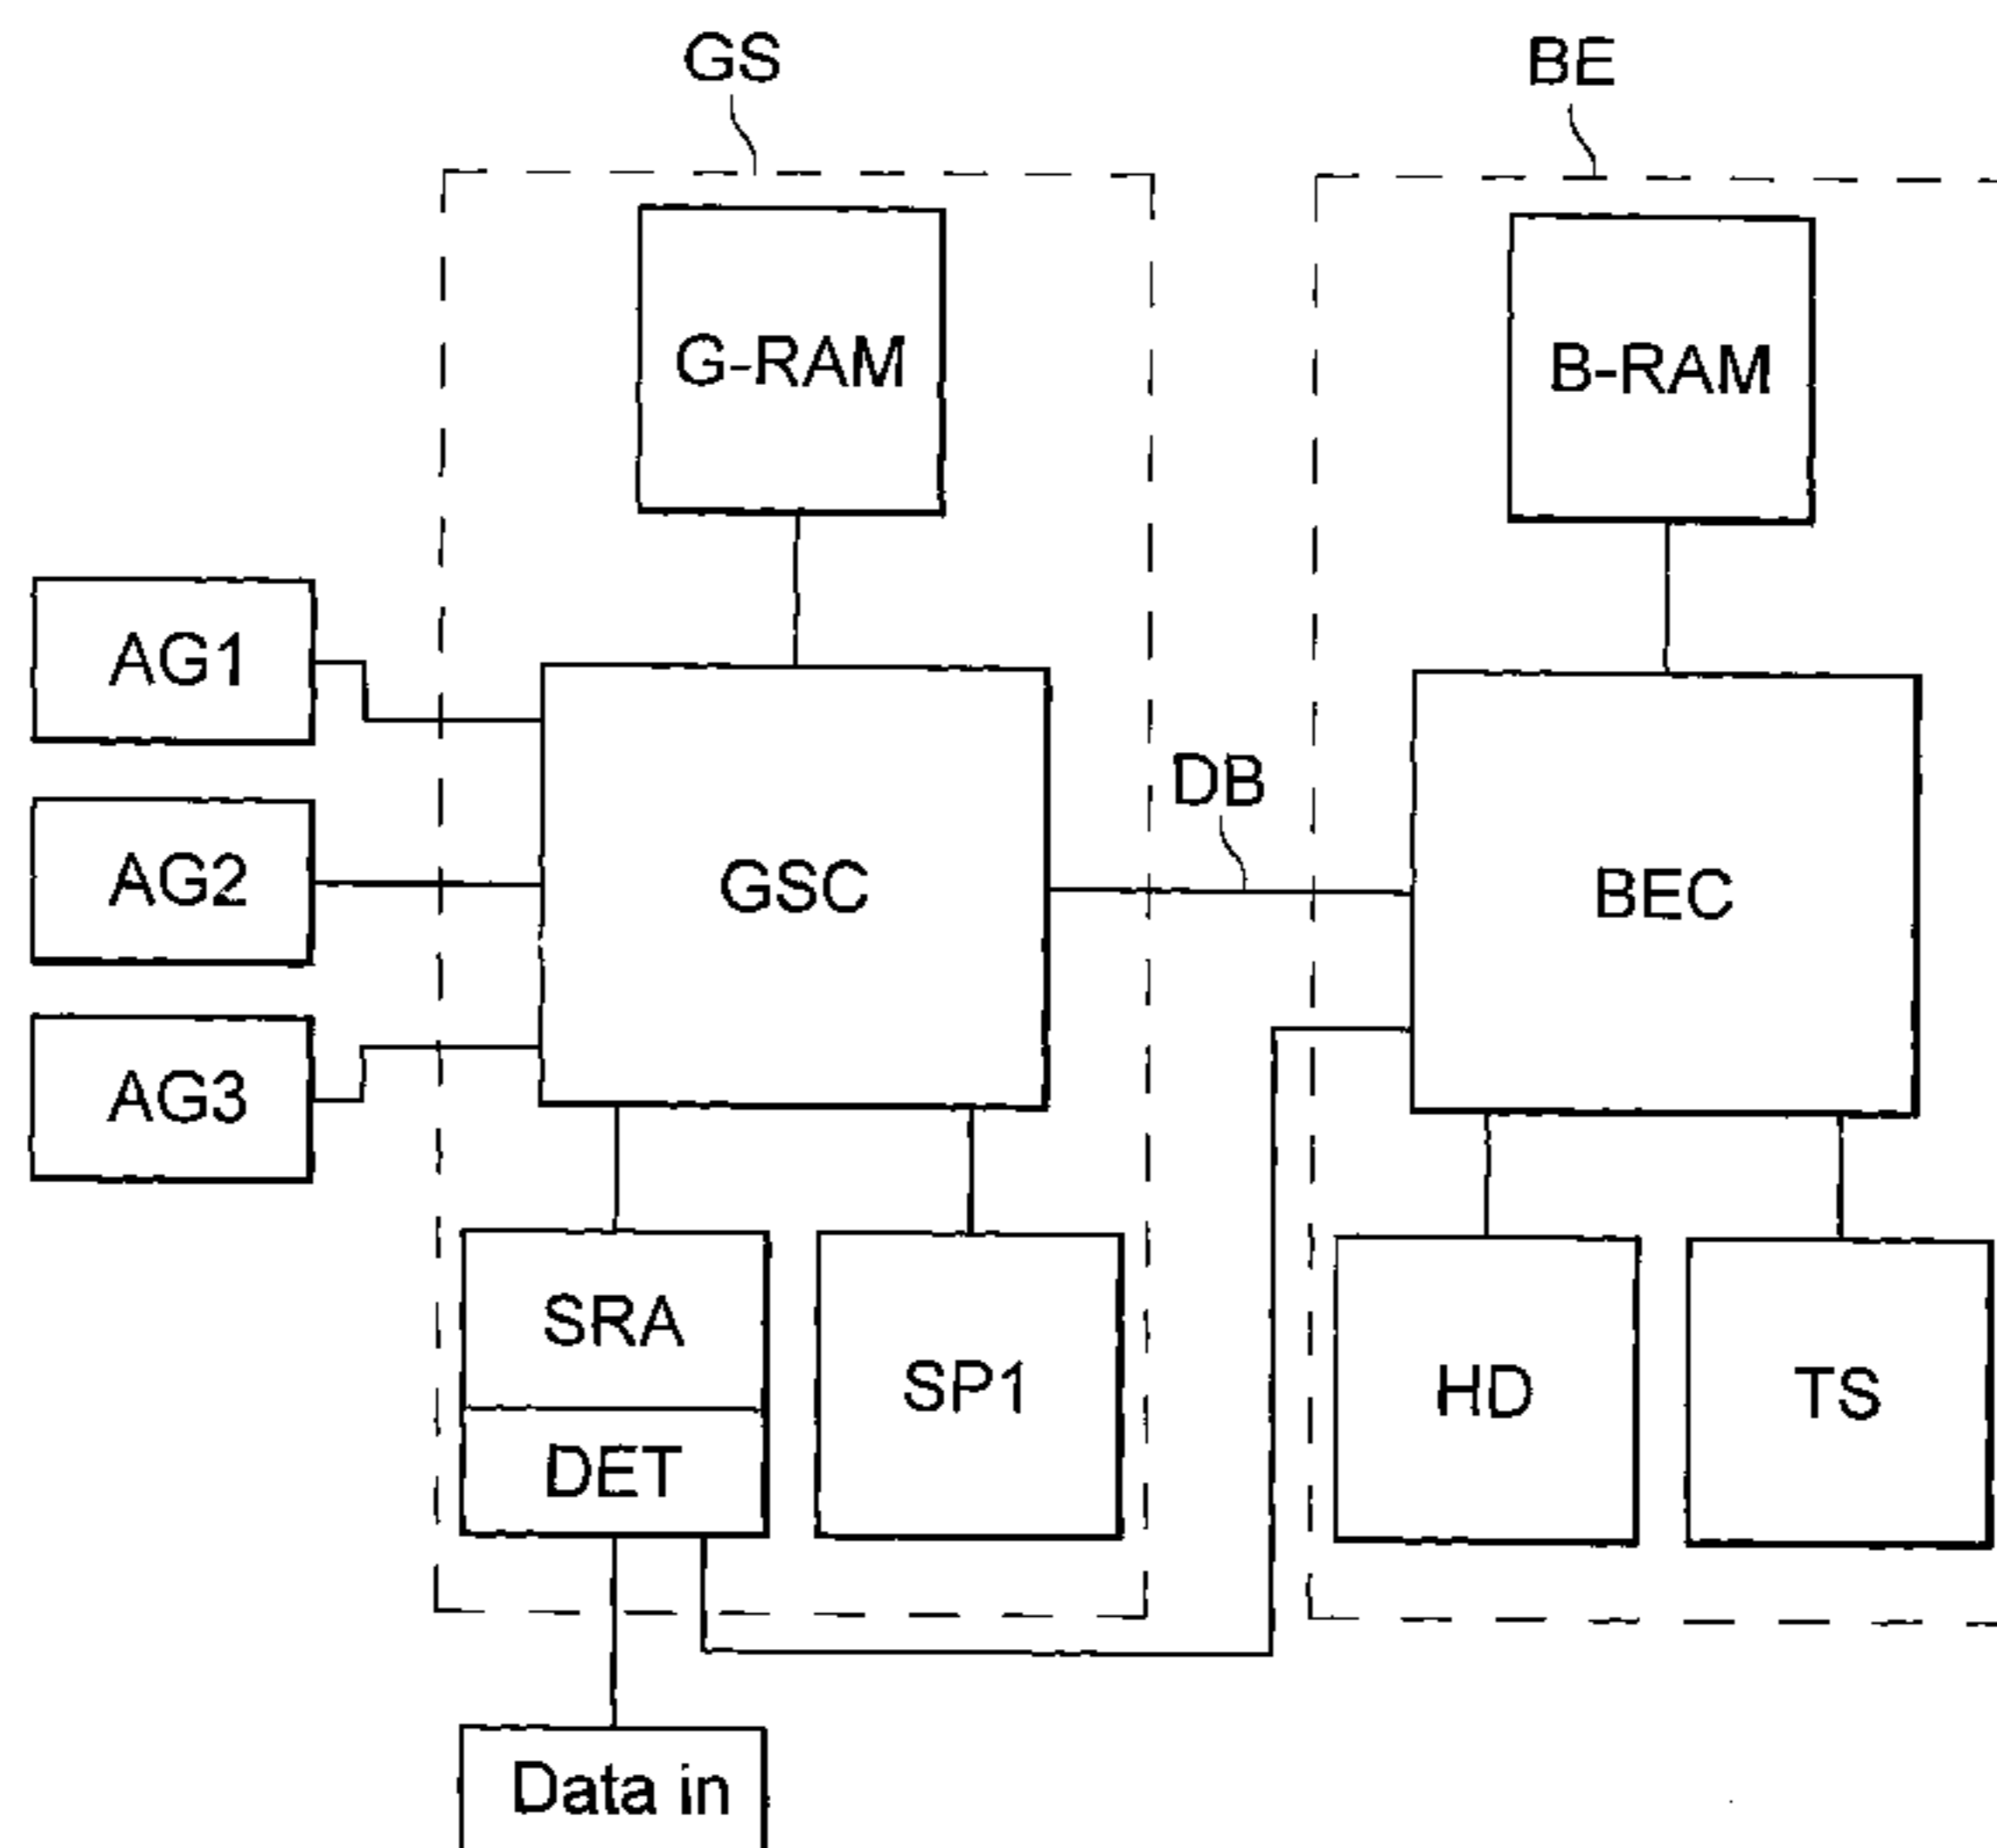 GS
BE
G-RAM
B-RAM
AG1
AG2
AG3
GSC
DB
BEC
SRA
DET
SP1
HD
TS
Data in